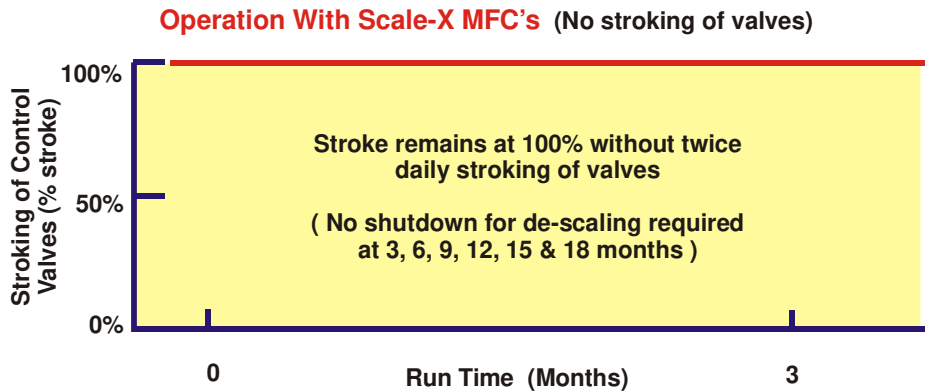 Operation With Scale-X MFC's (No stroking of valves)
100%
50%
0%
Stroking of Control
Valves (% stroke)
Stroke remains at 100% without twice
daily stroking of valves
( No shutdown for de-scaling required
at 3, 6, 9, 12, 15 & 18 months )
0
Run Time (Months)
3